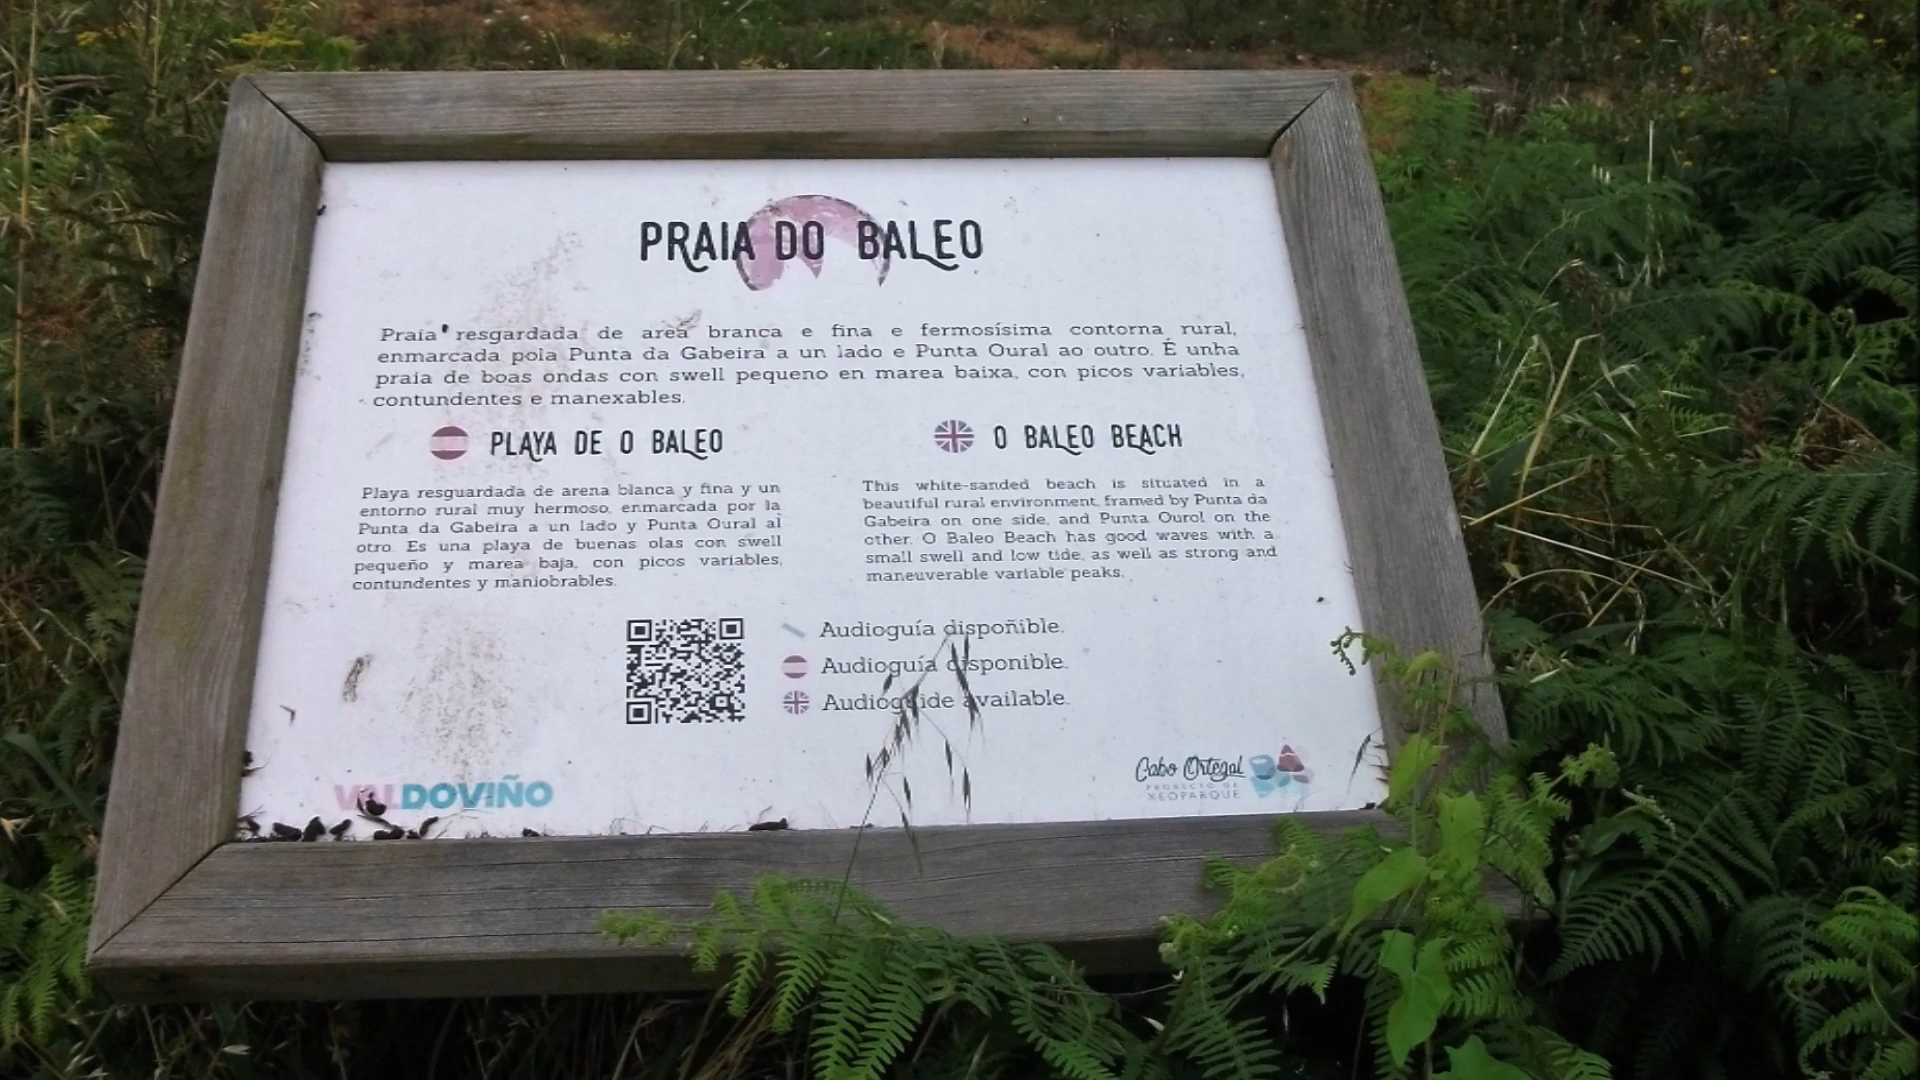 PRAIA DO BALEO
Praia resgardada de area branca e fina e fermosísima contorna rural,
enmarcada pola Punta da Gabeira a un lado e Punta Oural ao outro. É unha
praia de boas ondas con swell pequeno en marea baixa, con picos variables,
contundentes e manexables.
PLAYA DE O BALEO
Playa resguardada de arena blanca y fina y un
entorno rural muy hermoso, enmarcada por la
Punta da Gabeira a un lado y Punta Oural al
otro. Es una playa de buenas olas con swell
pequeño y marea baja, con picos variables,
contundentes y maniobrables.
O BALEO BEACH
This white-sanded beach is situated in a
beautiful rural environment, framed by Punta da
Gabeira on one side, and Punta Ourol on the
other. O Baleo Beach has good waves with a
small swell and low tide, as well as strong and
maneuverable variable peaks.
Audioguía dispoñible.
Audioguía disponible.
Audioguide available.
VALDOVIÑO
Cabo Ortegal
PROXECTO DE
XEOPARQUE